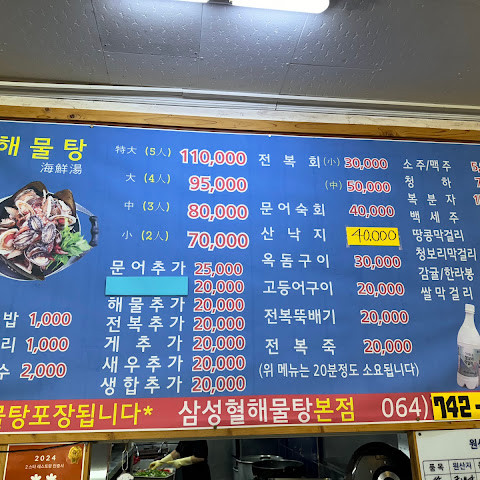 해물탕
海鮮湯
特大 (5人) 110,000
大 (4人) 95,000
中 (3人) 80,000
小 (2人) 70,000
문어추가 25,000
20,000
해물추가 20,000
전복추가 20,000
게추가 20,000
새우추가 20,000
생합추가 20,000
밥 1,000
리 1,000
수 2,000
전복회 (小) 30,000
(中) 50,000
문어숙회 40,000
산낙지 40,000
옥돔구이 30,000
고등어구이 20,000
전복뚝배기 20,000
전복죽 20,000
(위 메뉴는 20분정도 소요됩니다)
소주/맥주
청하
복분자
백세주
땅콩막걸리
청보리막걸리
감귤/한라봉
쌀막걸리
물탕포장됩니다* 삼성혈해물탕본점 064) 742-
2024
품목 원산지